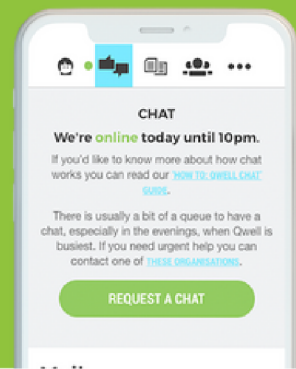 CHAT
We're online today until 10pm.
If you'd like to know more about how chat
works you can read our 'HOW TO: QWELL CHAT'
GUIDE.
There is usually a bit of a queue to have a
chat, especially in the evenings, when Qwell is
busiest. If you need urgent help you can
contact one of THESE ORGANISATIONS.
REQUEST A CHAT